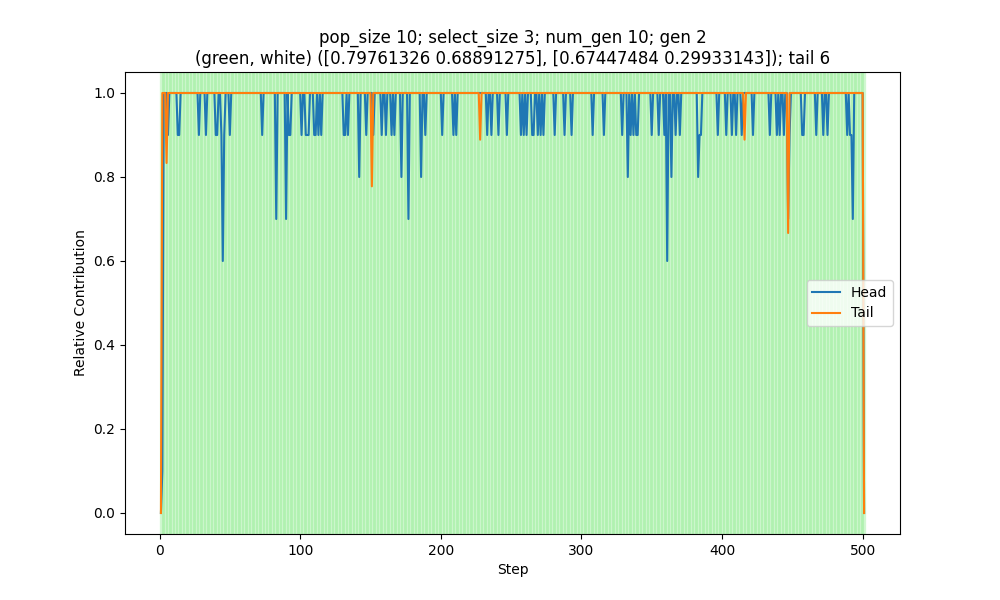 pop_size 10; select_size 3; num_gen 10; gen 2
(green, white) ([0.79761326 0.68891275], [0.67447484 0.29933143]); tail 6
1.0
0.8
0.6
0.4
0.2
0.0
Relative Contribution
Head
Tail
0
100
200
300
400
500
Step